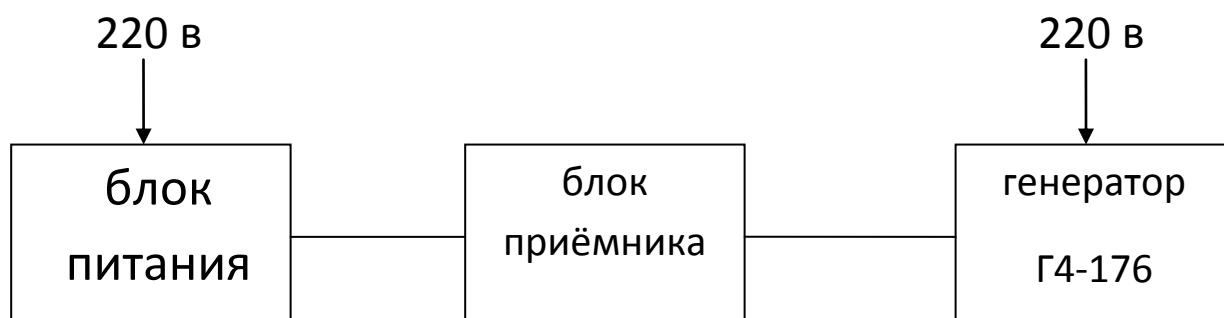 220 в
220 в
блок
питания
блок
приёмника
генератор
Г4-176